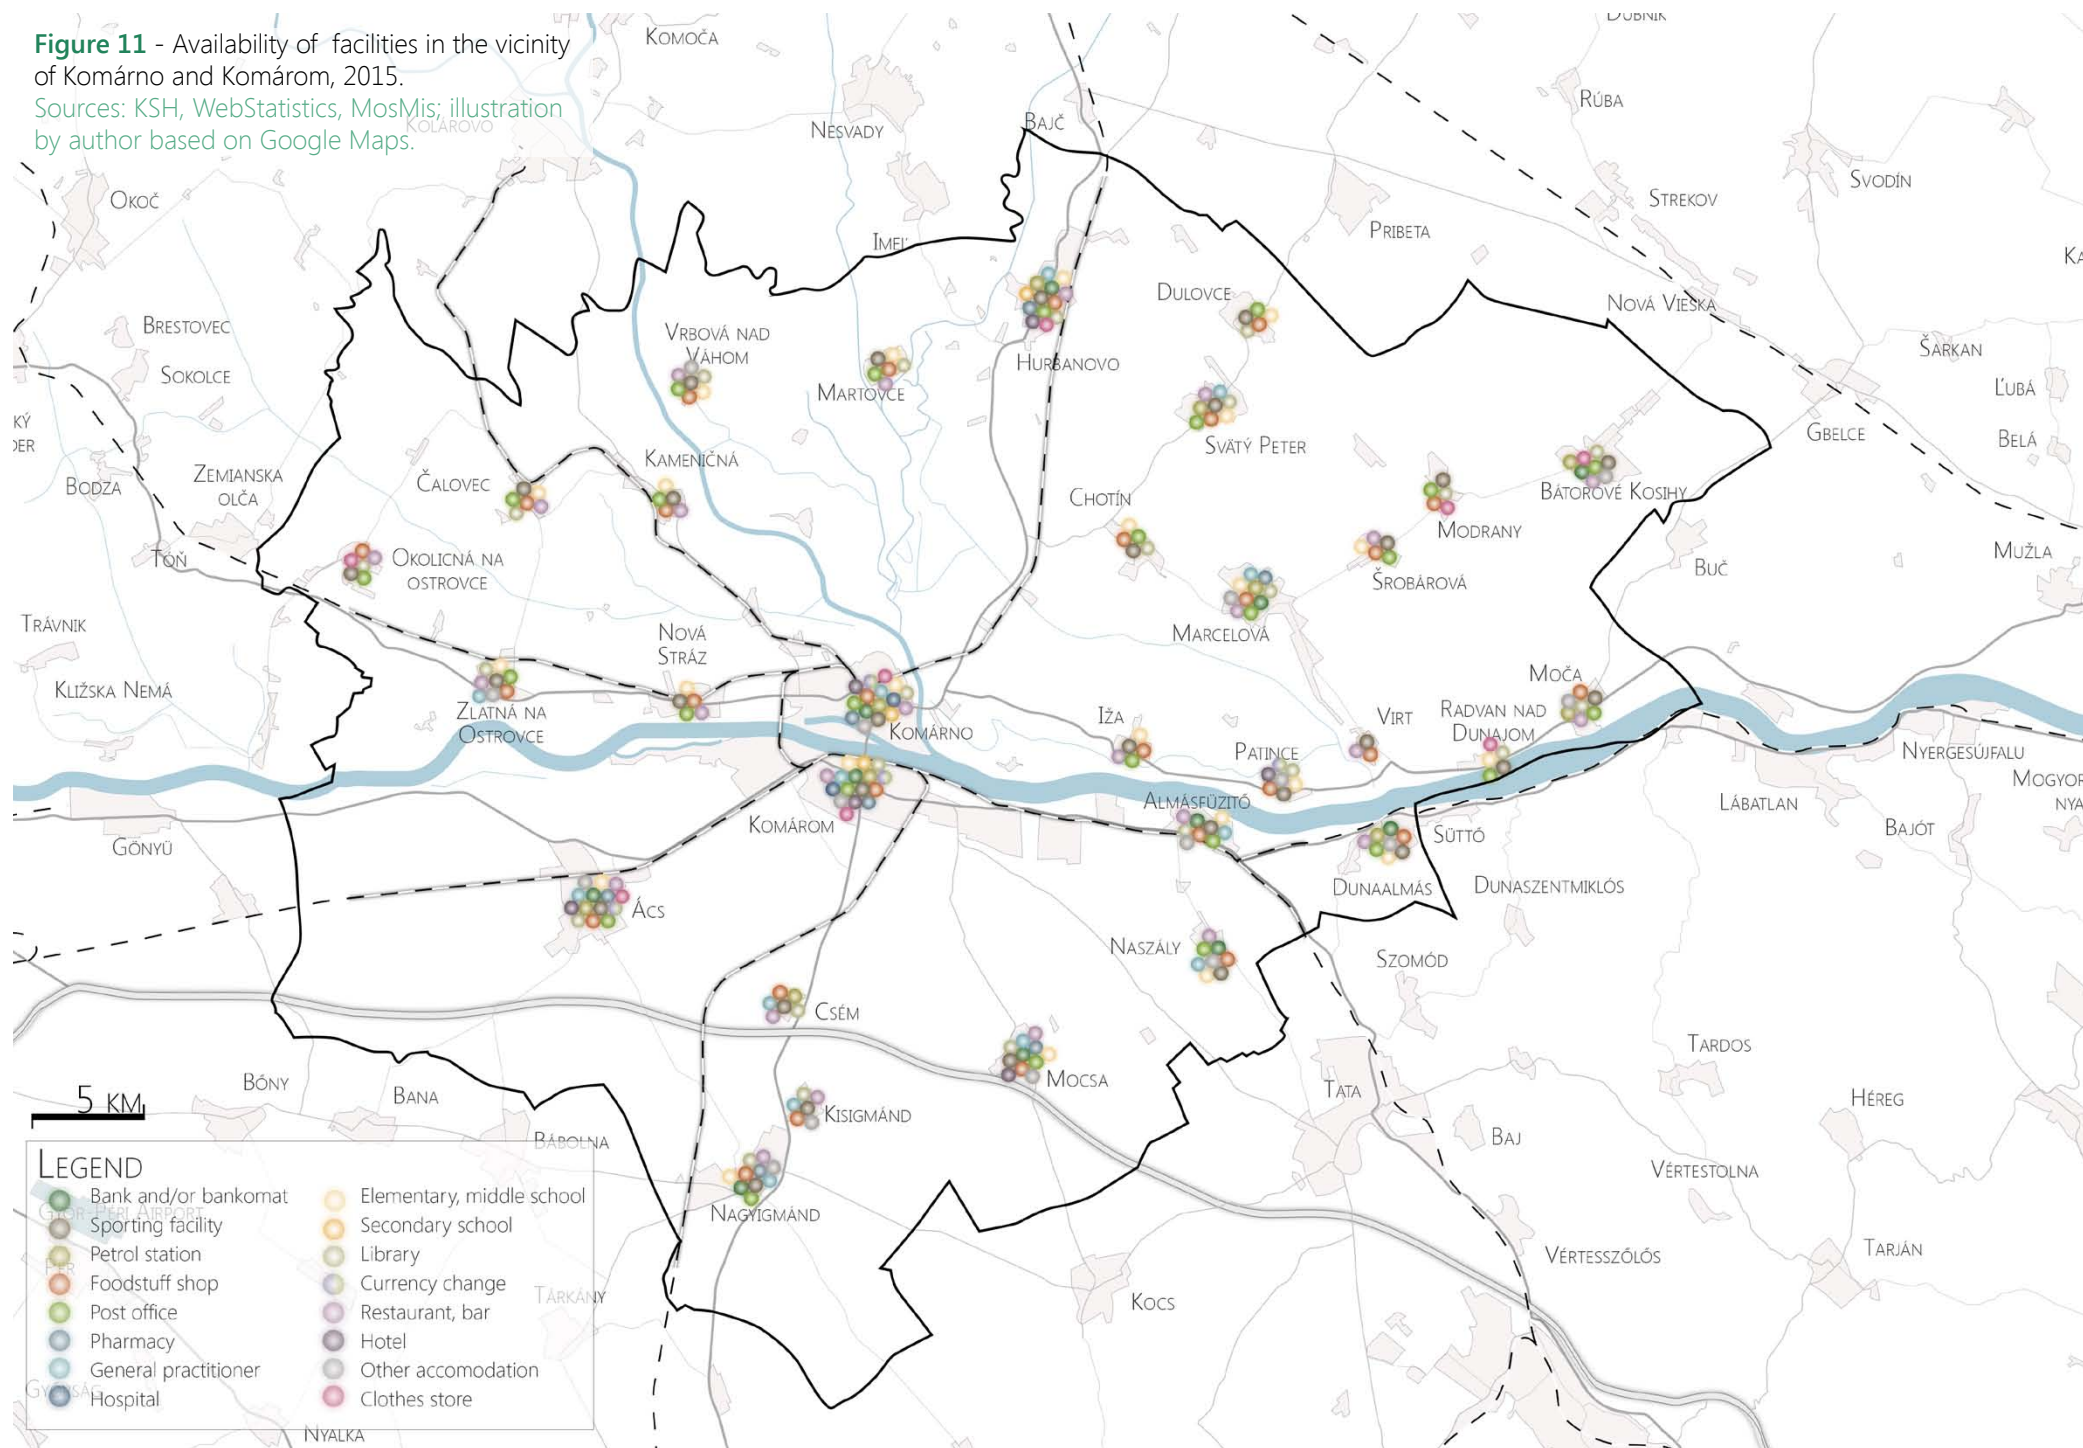 Figure 11 - Availability of facilities in the vicinity
of Komárno and Komárom, 2015.
Sources: KSH, WebStatistics, MosMis; illustration
by author based on Google Maps.
Kolárovo
Komoča
Dubník
Rúba
Nesvady
Bajč
Okoč
Strekov
Svodín
Pribeta
Imeľ
Dulovce
Nová Vieska
Brestovec
Sokolce
Vrbová nad
Váhom
Martovce
Hurbanovo
Šarkan
Ľubá
Belá
Gbelce
Svätý Peter
Bodza
Zemianska
olča
Čalovec
Kameničná
Chotín
Bátorové Kosihy
Modrany
Tôň
Okolicná na
ostrovce
Šrobárová
Buč
Mužla
Trávnik
Nová
Stráz
Marcelová
Kližska Nemá
Zlatná na
Ostrovce
Komárno
Iža
Patince
Virt
Radvan nad
Dunajom
Moča
Nyergesújfalu
Lábatlan
Bajót
Gönyü
Komárom
Almásfüzitő
Süttő
Dunaalmás
Dunaszentmiklós
Ács
Naszály
Szomód
Csém
Mocsa
Tardos
Tata
Héreg
Bőny
Bana
Kisigmánd
Baj
Bábolna
Vértestolna
Nagyigmánd
Vértesszőlős
Tarján
Tárkány
Kocs
Nyalka
5 km
Legend
Bank and/or bankomat
Sporting facility
Petrol station
Foodstuff shop
Post office
Pharmacy
General practitioner
Hospital
Elementary, middle school
Secondary school
Library
Currency change
Restaurant, bar
Hotel
Other accomodation
Clothes store